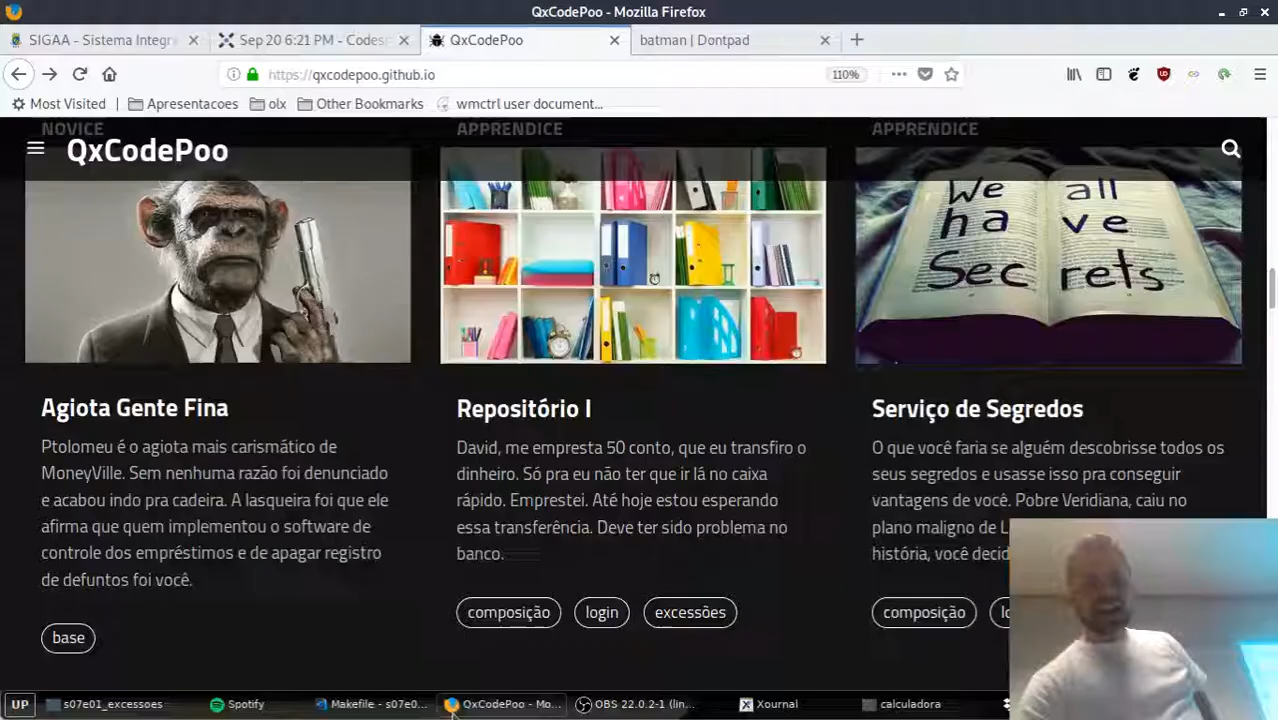 QxCodePoo - Mozilla Firefox
SIGAA - Sistema Integr
Sep 20 6:21 PM - Codes
QxCodePoo
batman | Dontpad
https://qxcodepoo.github.io
110%
Most Visited
Apresentacoes
olx
Other Bookmarks
wmctrl user document...
NOVICE
APPRENDICE
APPRENDICE
QxCodePoo
We all
ha ve
Sec rets
Agiota Gente Fina
Ptolomeu é o agiota mais carismático de
MoneyVille. Sem nenhuma razão foi denunciado
e acabou indo pra cadeira. A lasqueira foi que ele
afirma que quem implementou o software de
controle dos empréstimos e de apagar registro
de defuntos foi você.
base
Repositório I
David, me empresta 50 conto, que eu transfiro o
dinheiro. Só pra eu não ter que ir lá no caixa
rápido. Emprestei. Até hoje estou esperando
essa transferência. Deve ter sido problema no
banco.
composição
login
excessões
Serviço de Segredos
O que você faria se alguém descobrisse todos os
seus segredos e usasse isso pra conseguir
vantagens de você. Pobre Veridiana, caiu no
plano maligno de L
história, você decid
composição
lo
UP
s07e01_excessoes
Spotify
Makefile - s07e0...
QxCodePoo - Mo...
OBS 22.0.2-1 (lin...
Xournal
calculadora